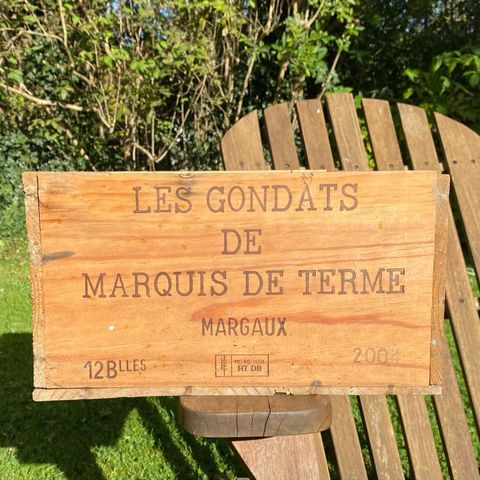 LES GONDATS
DE
MARQUIS DE TERME
MARGAUX
12BLLES
HT DB
2004